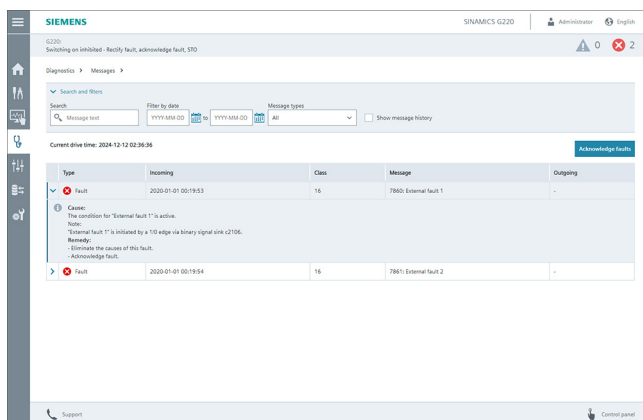 SIEMENS
SINAMICS G220
Administrator
English
G220:
Switching on inhibited - Rectify fault, acknowledge fault, STO
0
2
Diagnostics > Messages >
Search and filters
Search
Filter by date
Message types
Message text
YYYY-MM-DD to YYYY-MM-DD
All
Show message history
Current drive time: 2024-12-12 02:36:36
Acknowledge faults
Type Incoming Class Message Outgoing
Fault 2020-01-01 00:19:53 16 7860: External fault 1 -
Cause:
The condition for "External fault 1" is active.
Note:
"External fault 1" is initiated by a 1/0 edge via binary signal sink c2106.
Remedy:
- Eliminate the causes of this fault.
- Acknowledge fault.
Fault 2020-01-01 00:19:54 16 7861: External fault 2 -
Support
Control panel